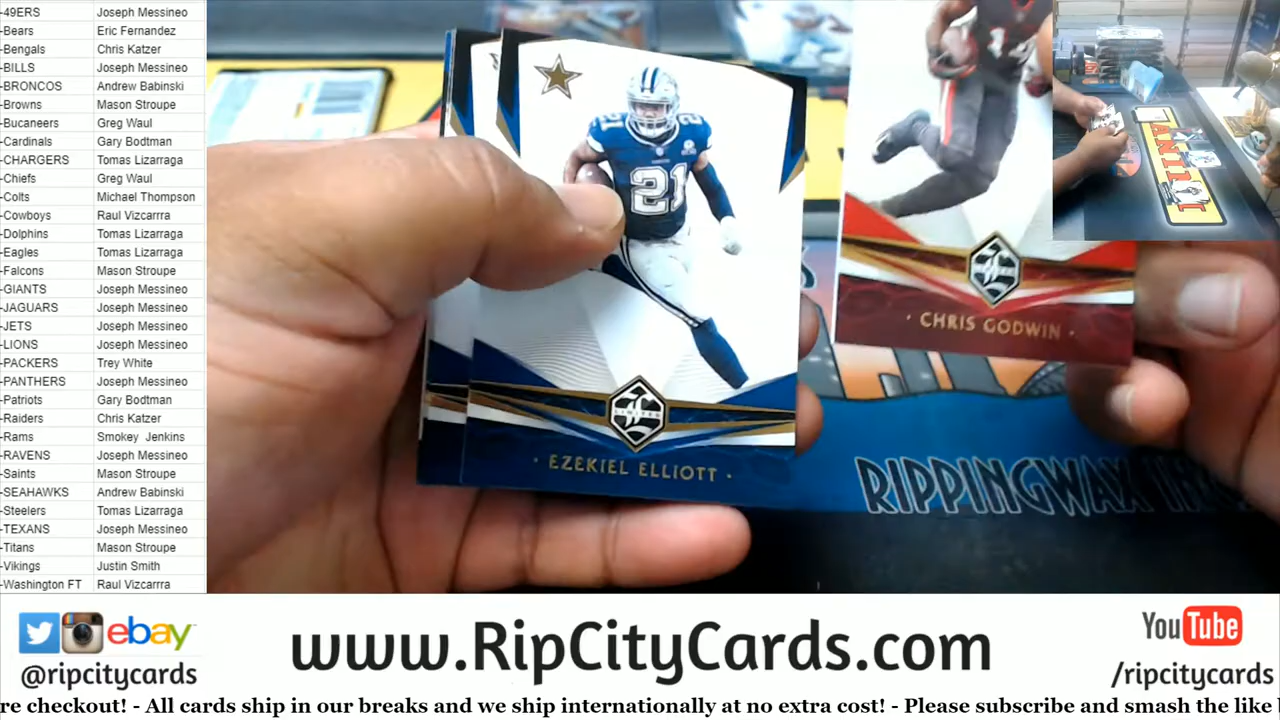 -49ERS Joseph Messineo
-Bears Eric Fernandez
-Bengals Chris Katzer
-BILLS Joseph Messineo
-BRONCOS Andrew Babinski
-Browns Mason Stroupe
-Bucaneers Greg Waul
-Cardinals Gary Bodtman
-CHARGERS Tomas Lizarraga
-Chiefs Greg Waul
-Colts Michael Thompson
-Cowboys Raul Vizcarrra
-Dolphins Tomas Lizarraga
-Eagles Tomas Lizarraga
-Falcons Mason Stroupe
-GIANTS Joseph Messineo
-JAGUARS Joseph Messineo
-JETS Joseph Messineo
-LIONS Joseph Messineo
-PACKERS Trey White
-PANTHERS Joseph Messineo
-Patriots Gary Bodtman
-Raiders Chris Katzer
-Rams Smokey Jenkins
-RAVENS Joseph Messineo
-Saints Mason Stroupe
-SEAHAWKS Andrew Babinski
-Steelers Tomas Lizarraga
-TEXANS Joseph Messineo
-Titans Mason Stroupe
-Vikings Justin Smith
-Washington FT Raul Vizcarrra
21
21
LIMITED
· EZEKIEL ELLIOTT ·
· CHRIS GODWIN ·
PANINI
RIPPINGWAX
ebay
@ripcitycards
www.RipCityCards.com
YouTube
/ripcitycards
re checkout! - All cards ship in our breaks and we ship internationally at no extra cost! - Please subscribe and smash the like